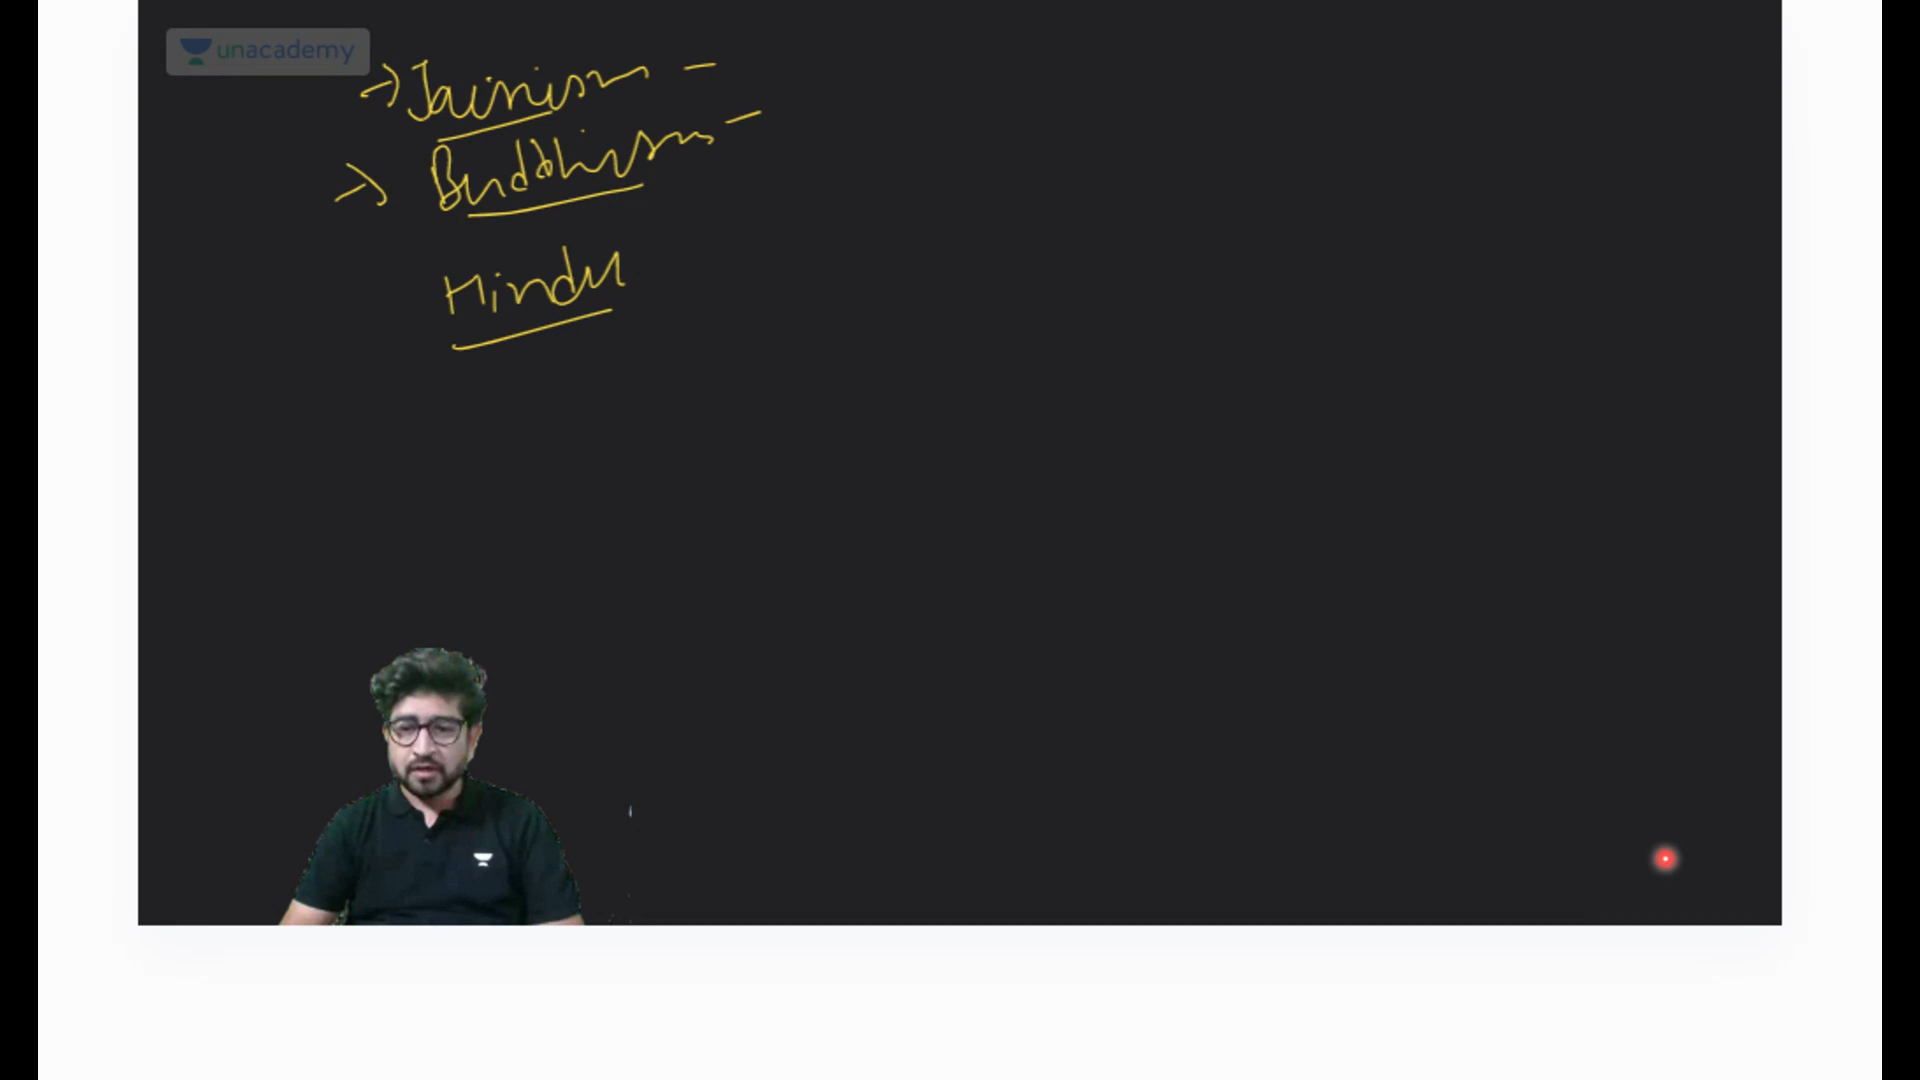 unacademy
→ Jainism -
→ Buddhism -
Hindu